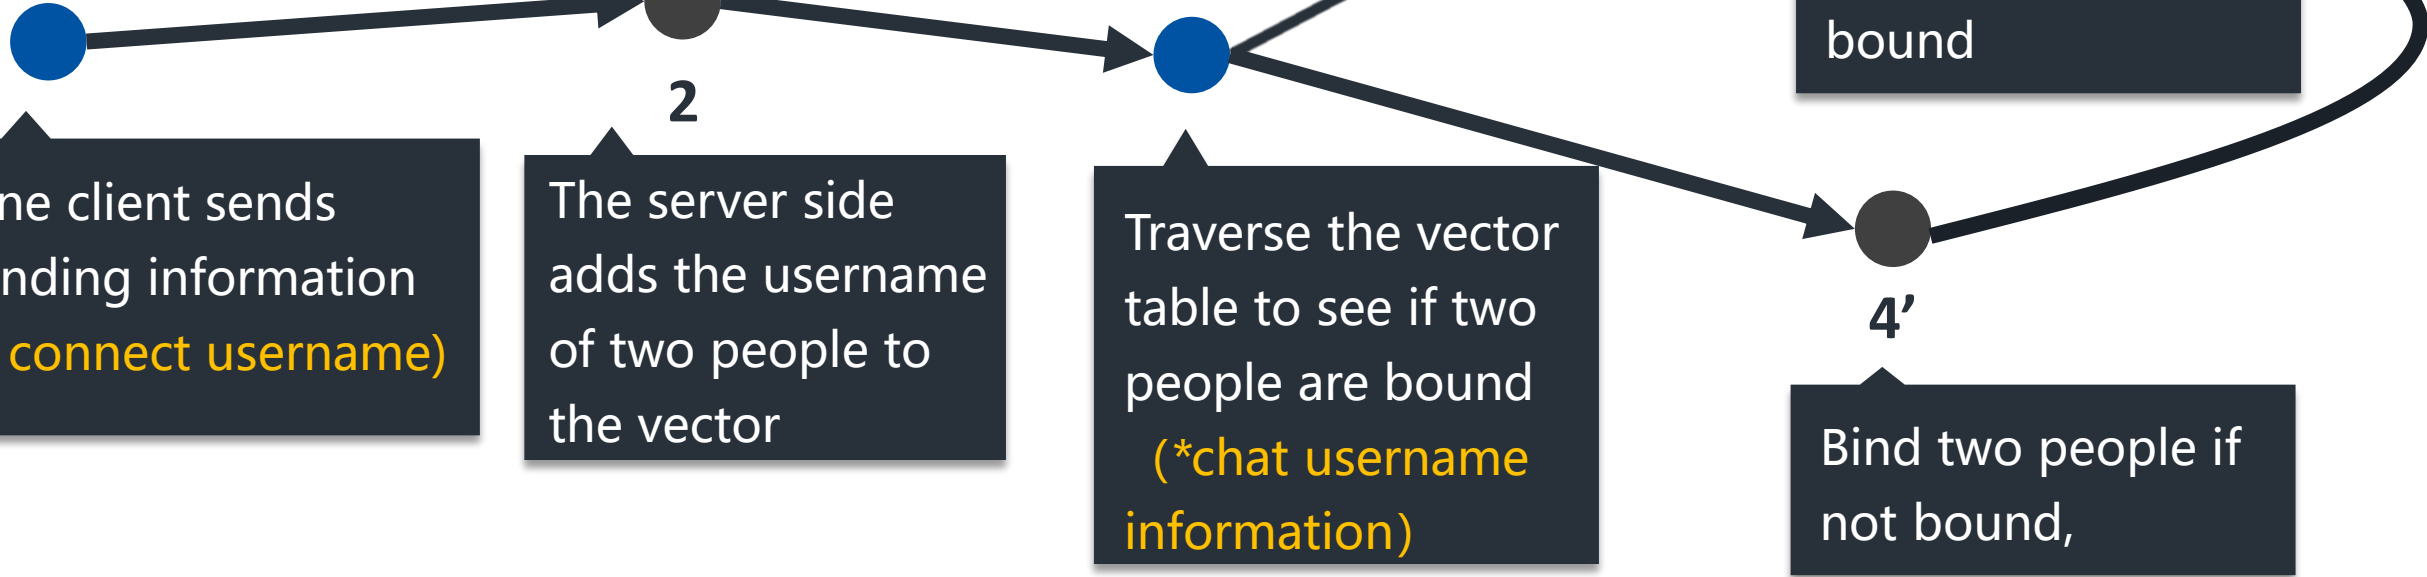 bound
2
4’
ne client sends
nding information
connect username)
The server side
adds the username
of two people to
the vector
Traverse the vector
table to see if two
people are bound
(*chat username
information)
Bind two people if
not bound,